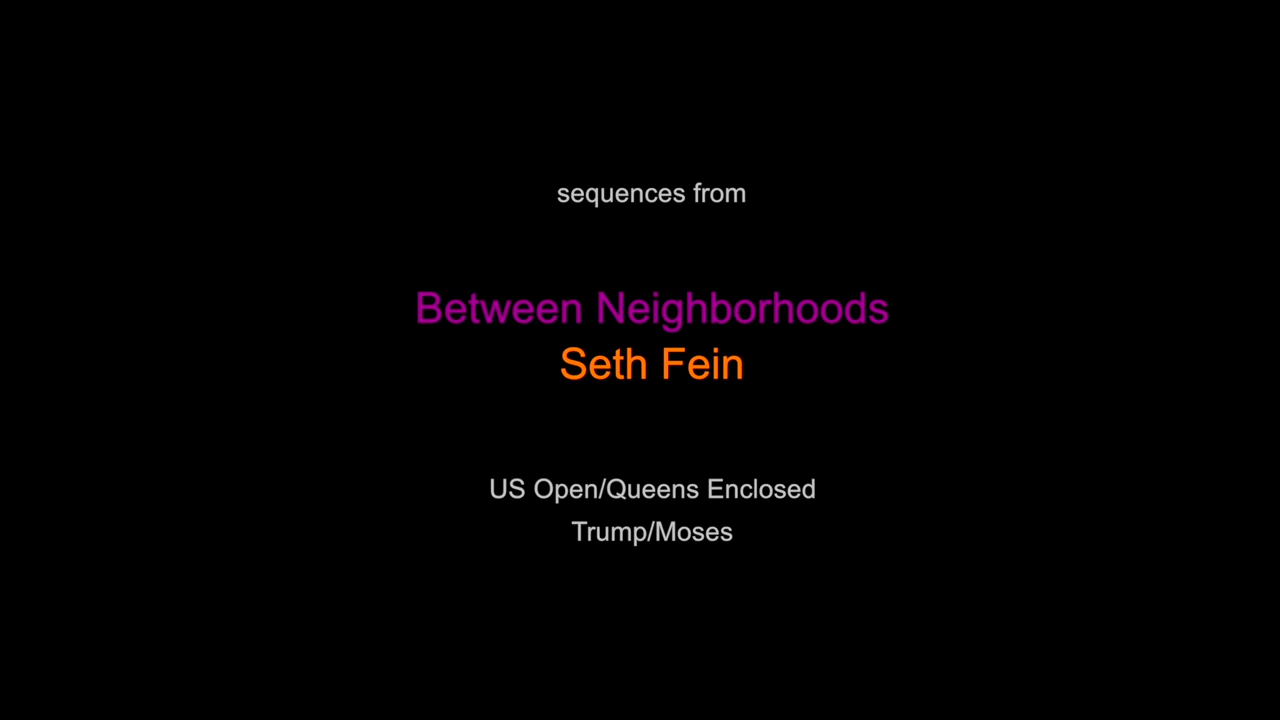 sequences from
Between Neighborhoods
Seth Fein
US Open/Queens Enclosed
Trump/Moses